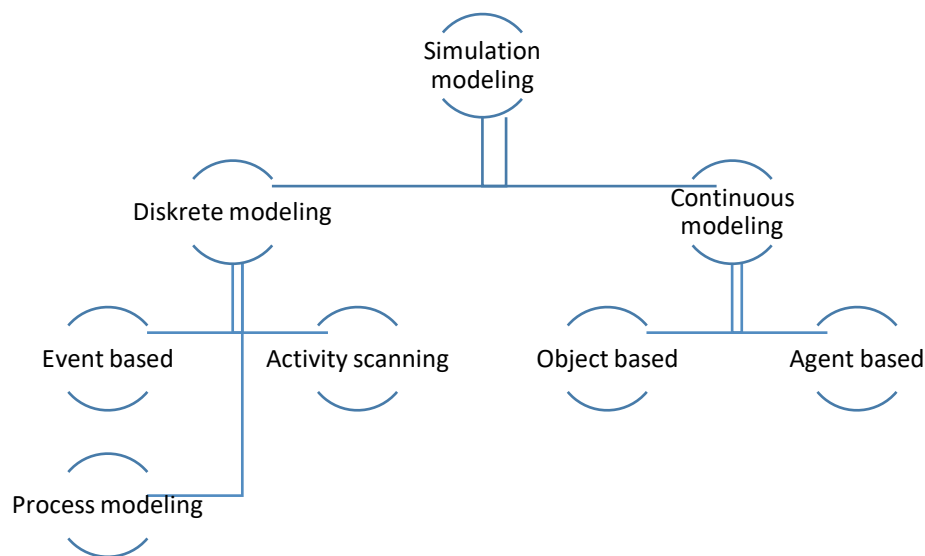 Simulation
modeling
Diskrete modeling
Continuous
modeling
Event based
Activity scanning
Object based
Agent based
Process modeling